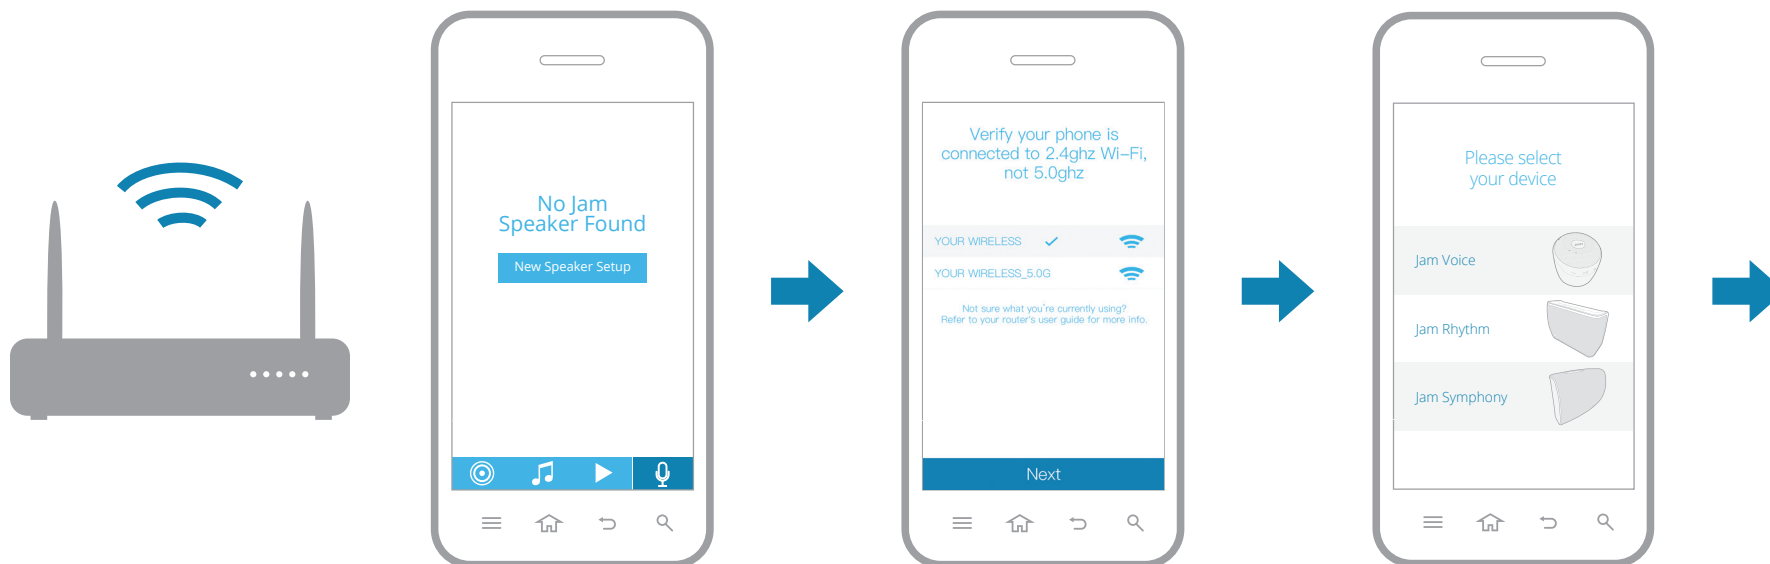 No Jam
Speaker Found
New Speaker Setup
Verify your phone is
connected to 2.4ghz Wi-Fi,
not 5.0ghz
YOUR WIRELESS
YOUR WIRELESS_5.0G
Not sure what you're currently using?
Refer to your router's user guide for more info.
Next
Please select
your device
Jam Voice
Jam Rhythm
Jam Symphony